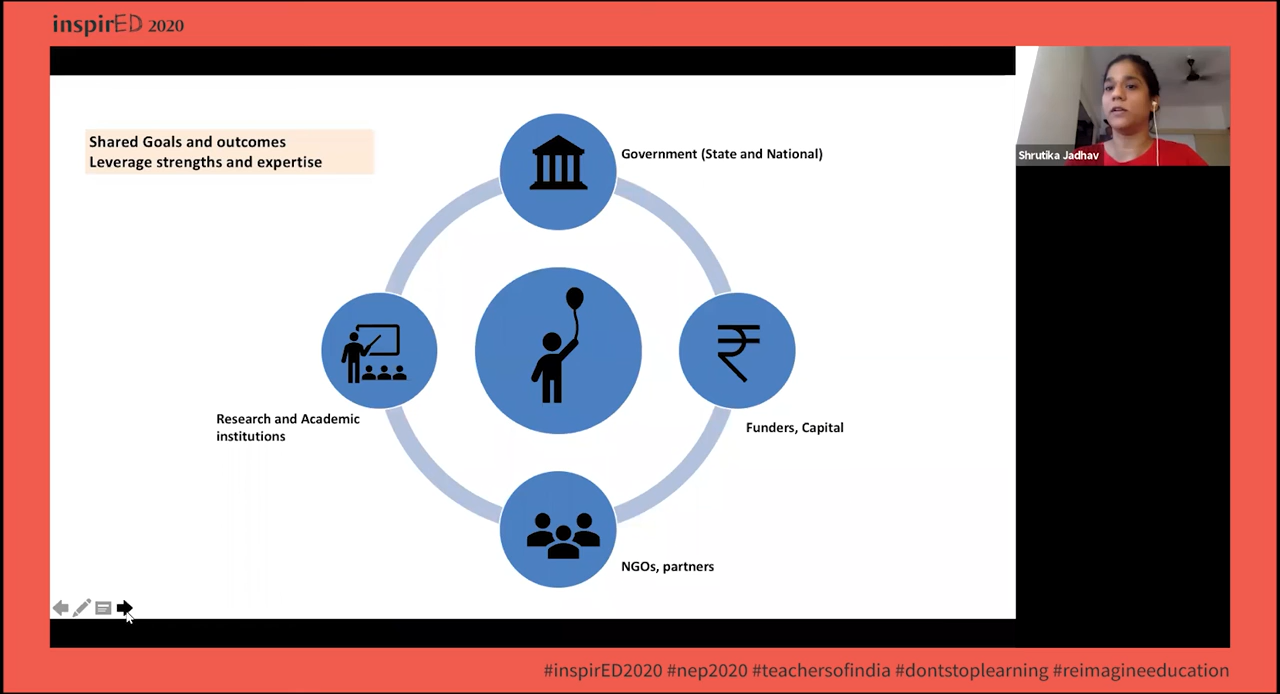 inspirED 2020
Shared Goals and outcomes
Leverage strengths and expertise
Government (State and National)
Shrutika Jadhav
Research and Academic
institutions
₹
Funders, Capital
NGOs, partners
#inspirED2020 #nep2020 #teachersofindia #dontstoplearning #reimagineeducation